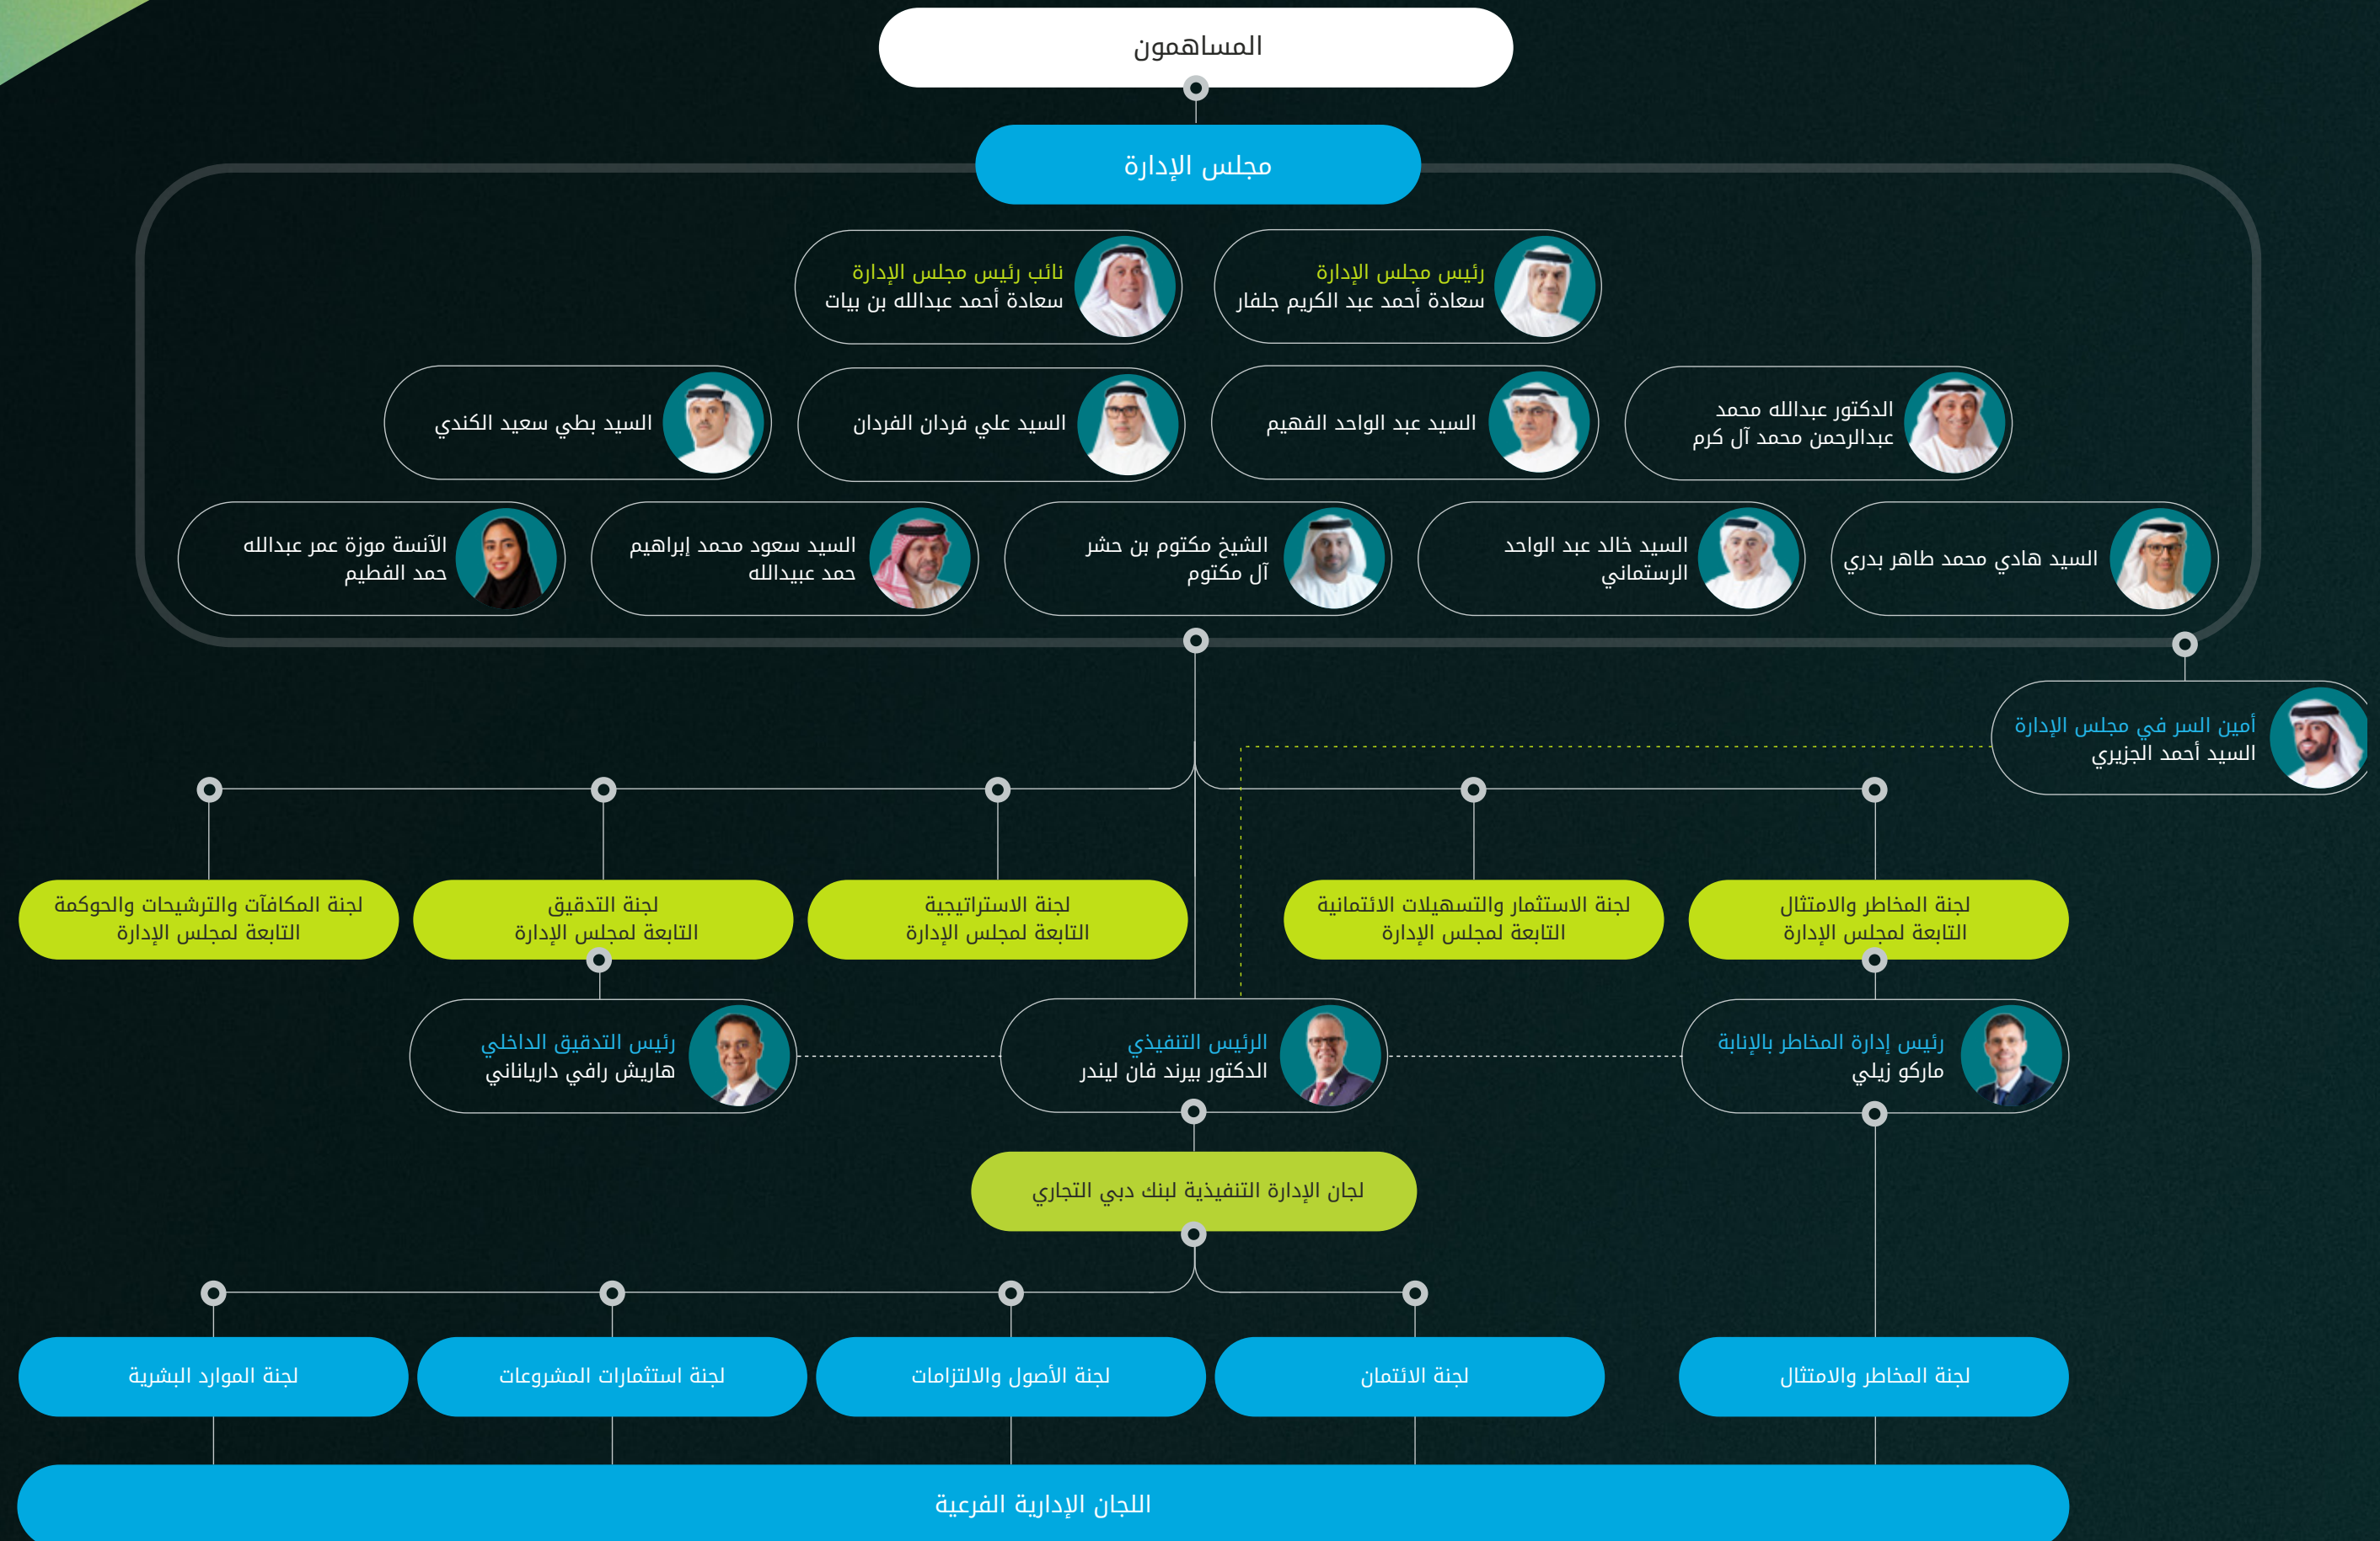 المساهمون
مجلس الإدارة
رئيس مجلس الإدارة
سعادة أحمد عبد الكريم جلفار
نائب رئيس مجلس الإدارة
سعادة أحمد عبدالله بن بيات
الدكتور عبدالله محمد
عبدالرحمن محمد آل كرم
السيد عبد الواحد الفهيم
السيد علي فردان الفردان
السيد بطي سعيد الكندي
السيد هادي محمد طاهر بدري
السيد خالد عبد الواحد
الرستماني
الشيخ مكتوم بن حشر
آل مكتوم
السيد سعود محمد إبراهيم
حمد عبيدالله
الآنسة موزة عمر عبدالله
حمد الفطيم
أمين السر في مجلس الإدارة
السيد أحمد الجزيري
لجنة المخاطر والامتثال
التابعة لمجلس الإدارة
لجنة الاستثمار والتسهيلات الائتمانية
التابعة لمجلس الإدارة
لجنة الاستراتيجية
التابعة لمجلس الإدارة
لجنة التدقيق
التابعة لمجلس الإدارة
لجنة المكافآت والترشيحات والحوكمة
التابعة لمجلس الإدارة
رئيس إدارة المخاطر بالإنابة
ماركو زيلي
الرئيس التنفيذي
الدكتور بيرند فان ليندر
رئيس التدقيق الداخلي
هاريش رافي دارياناني
لجان الإدارة التنفيذية لبنك دبي التجاري
لجنة المخاطر والامتثال
لجنة الائتمان
لجنة الأصول والالتزامات
لجنة استثمارات المشروعات
لجنة الموارد البشرية
اللجان الإدارية الفرعية